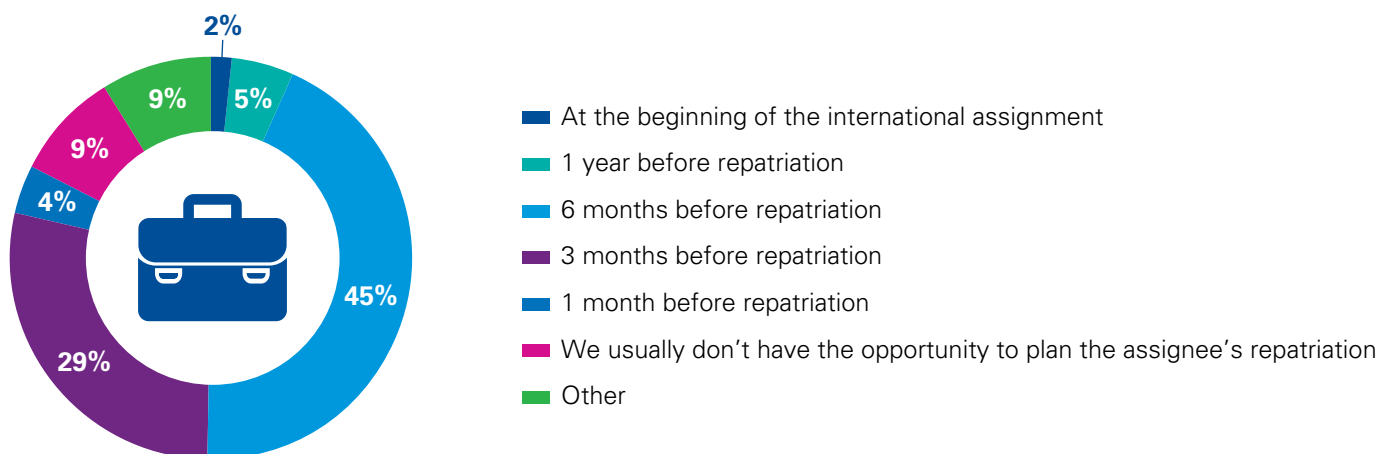 2%
5%
45%
29%
4%
9%
9%
At the beginning of the international assignment
1 year before repatriation
6 months before repatriation
3 months before repatriation
1 month before repatriation
We usually don’t have the opportunity to plan the assignee’s repatriation
Other